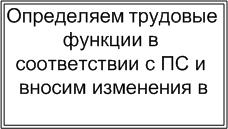 Определяем трудовые
функции в
соответствии с ПС и
вносим изменения в